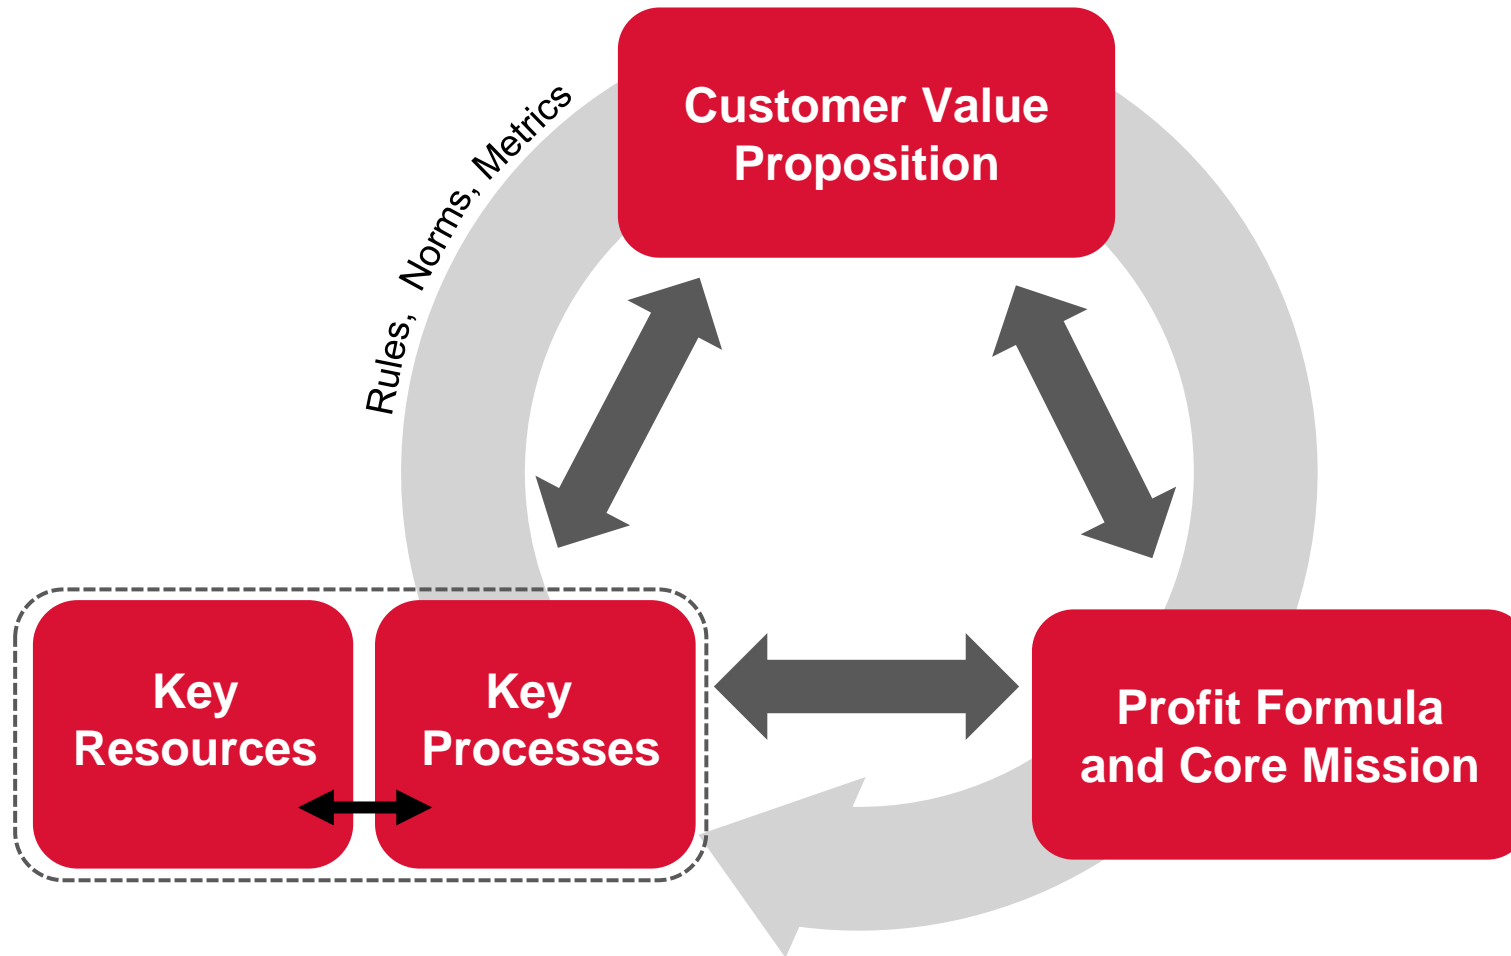 Customer Value
Proposition
Rules, Norms, Metrics
Key
Resources
Key
Processes
Profit Formula
and Core Mission